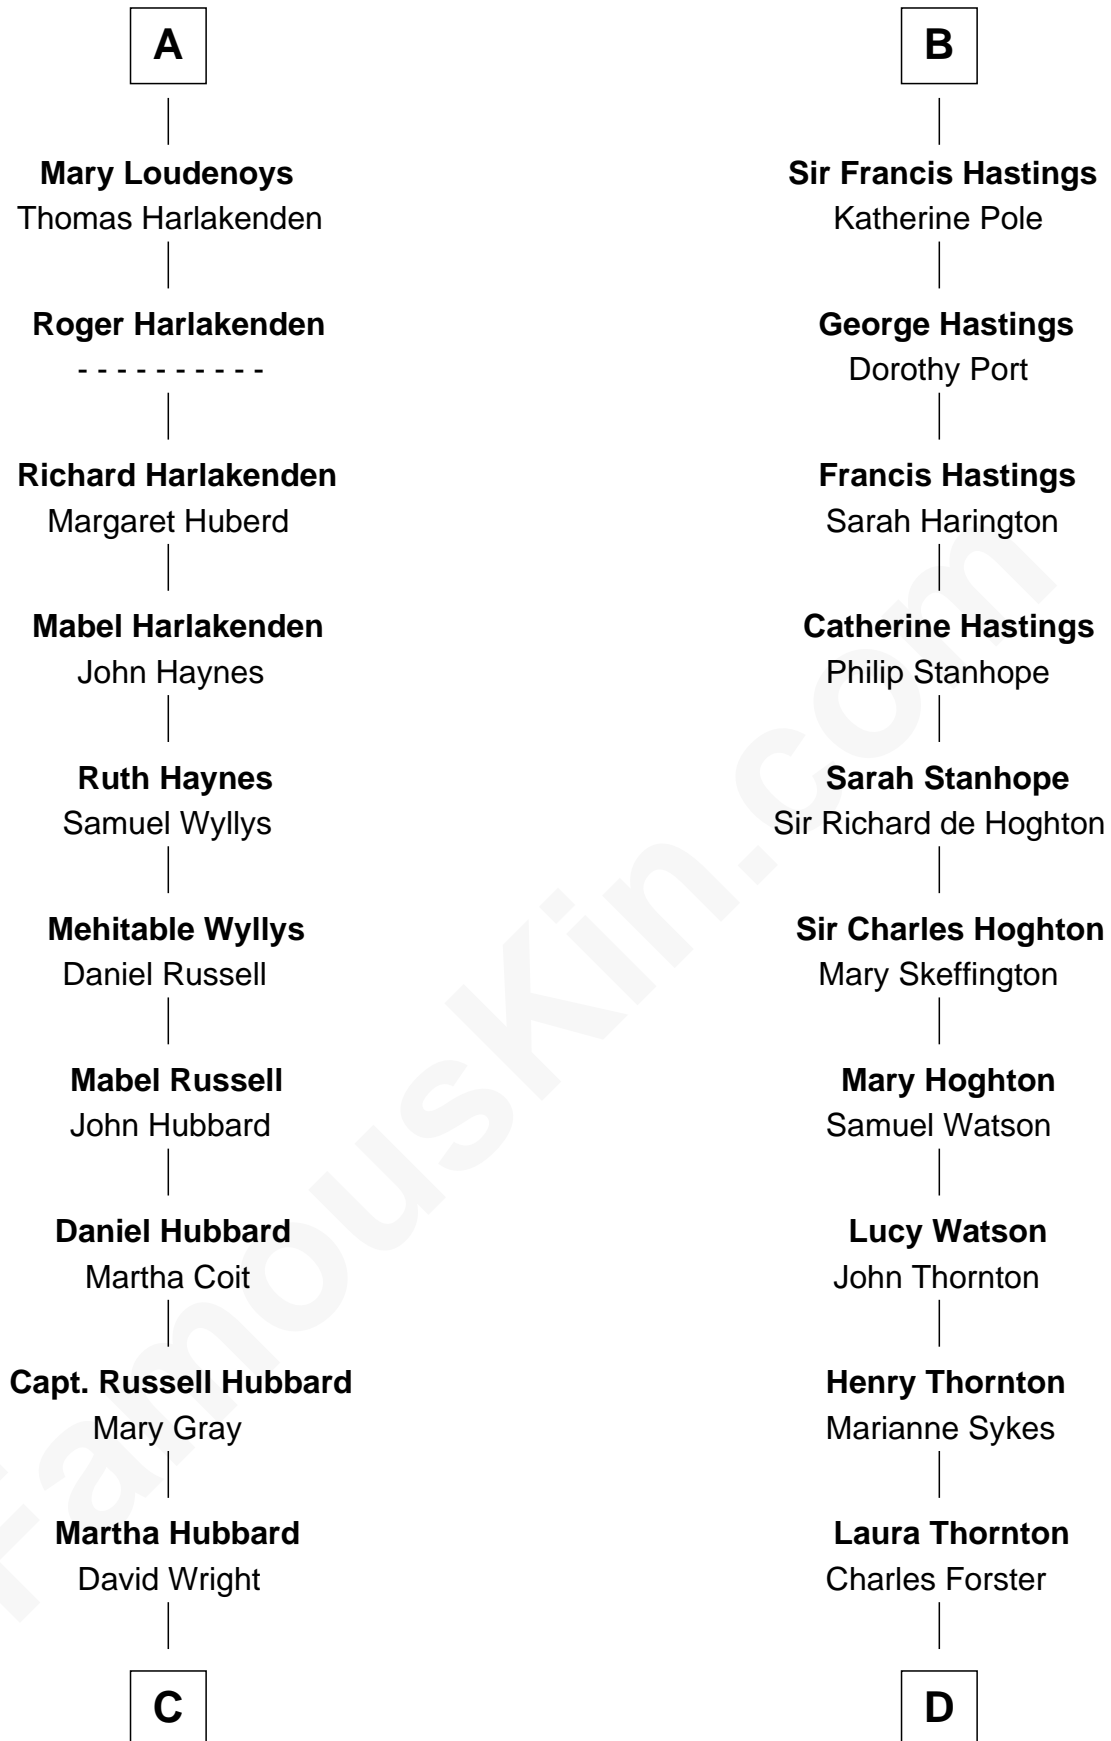 A
Mary Loudenoys
Thomas Harlakenden
Roger Harlakenden
- - - - - - - - - -
Richard Harlakenden
Margaret Huberd
Mabel Harlakenden
John Haynes
Ruth Haynes
Samuel Wyllys
Mehitable Wyllys
Daniel Russell
Mabel Russell
John Hubbard
Daniel Hubbard
Martha Coit
Capt. Russell Hubbard
Mary Gray
Martha Hubbard
David Wright
C
B
Sir Francis Hastings
Katherine Pole
George Hastings
Dorothy Port
Francis Hastings
Sarah Harington
Catherine Hastings
Philip Stanhope
Sarah Stanhope
Sir Richard de Hoghton
Sir Charles Hoghton
Mary Skeffington
Mary Hoghton
Samuel Watson
Lucy Watson
John Thornton
Henry Thornton
Marianne Sykes
Laura Thornton
Charles Forster
D
FamousKin.com